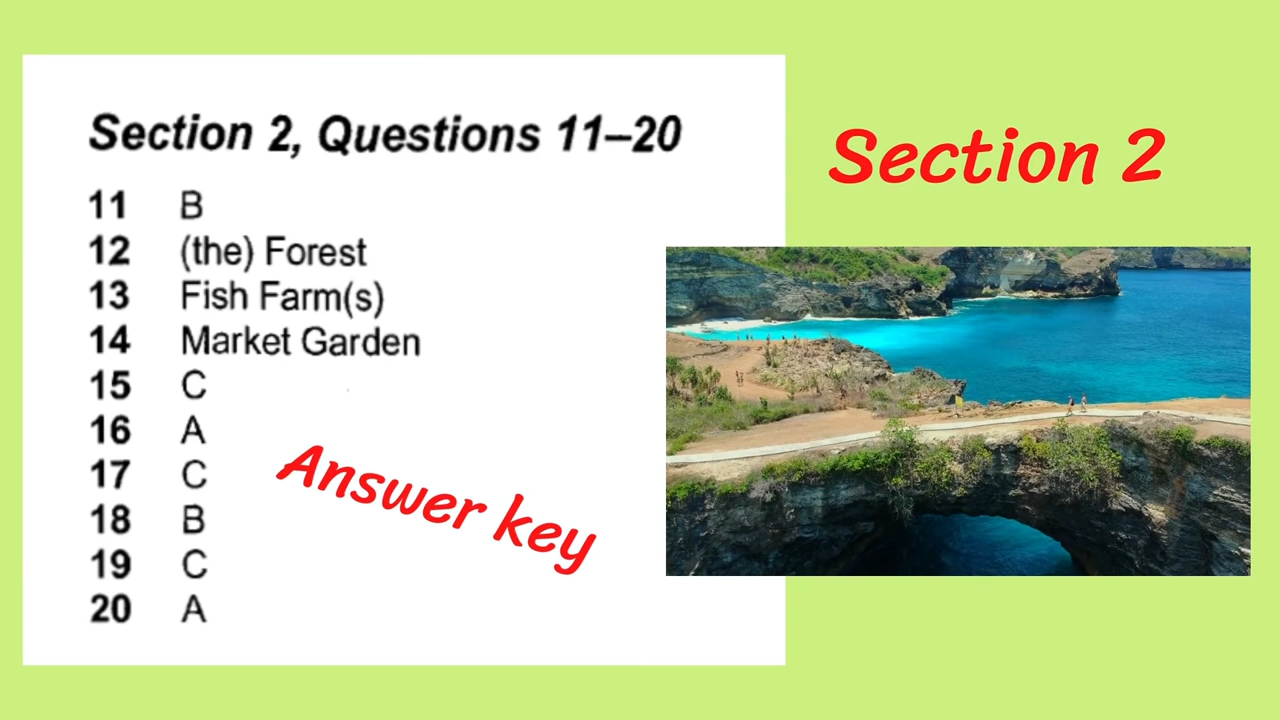 Section 2, Questions 11–20
11 B
12 (the) Forest
13 Fish Farm(s)
14 Market Garden
15 C
16 A
17 C
18 B
19 C
20 A
Answer key
Section 2